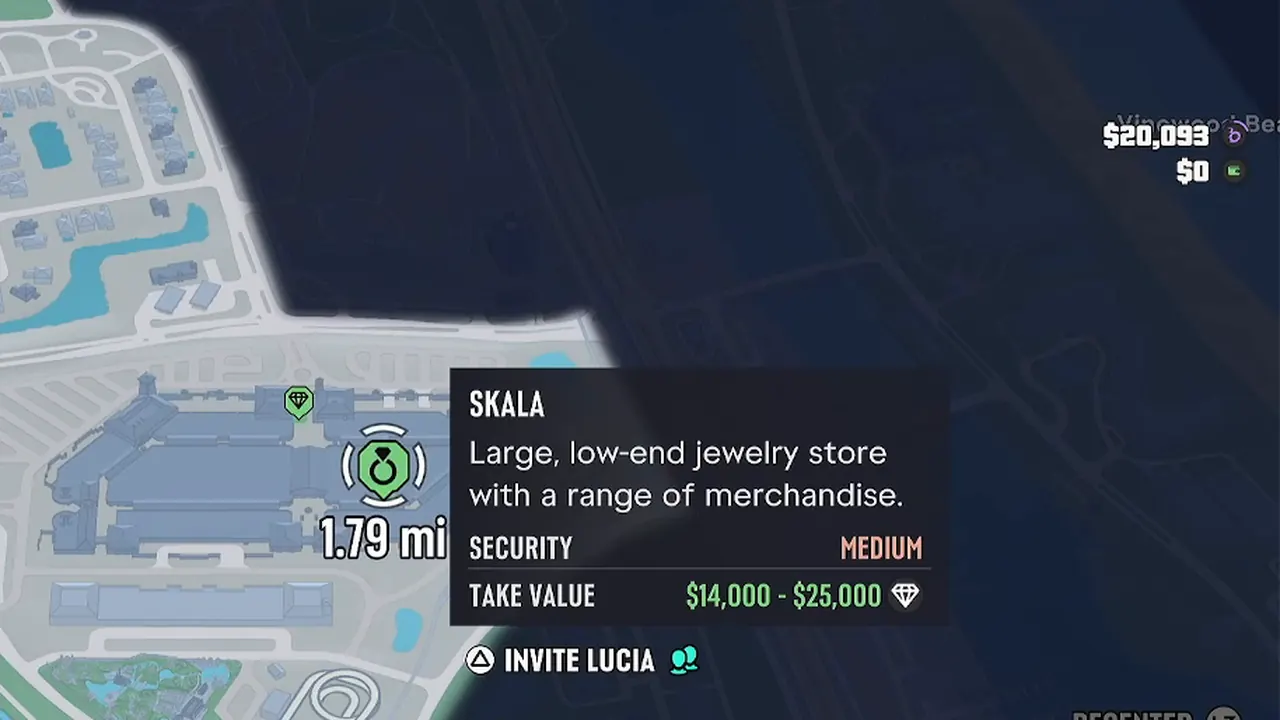 $20,093
$0
SKALA
Large, low-end jewelry store
with a range of merchandise.
SECURITY MEDIUM
TAKE VALUE $14,000 - $25,000
1.79 mi
INVITE LUCIA
RECENTER